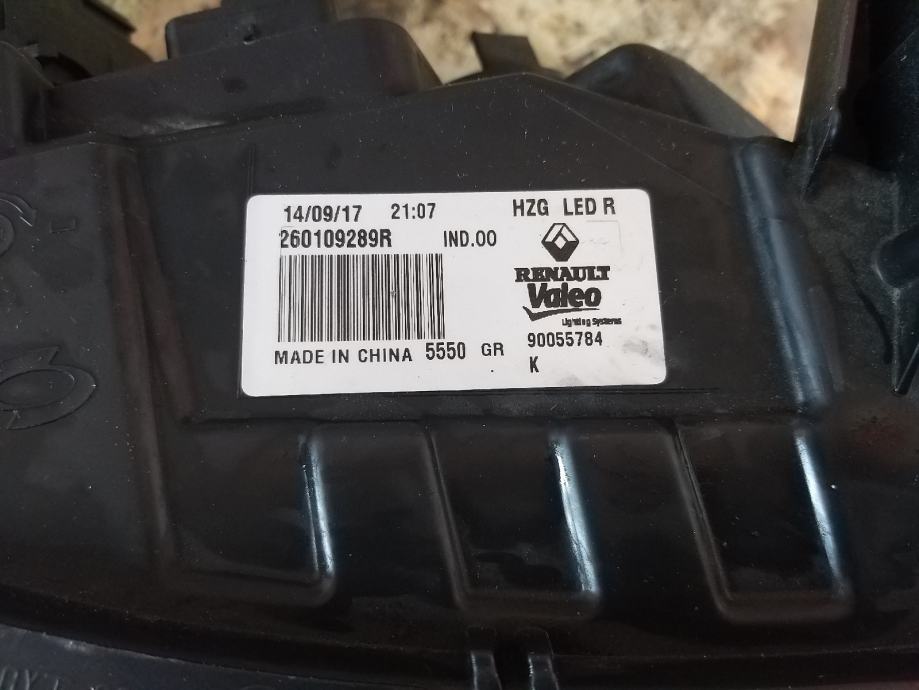 14/09/17 21:07 HZG LED R
260109289R IND.00
RENAULT
Valeo
Lighting Systems
MADE IN CHINA 5550 GR 90055784
K